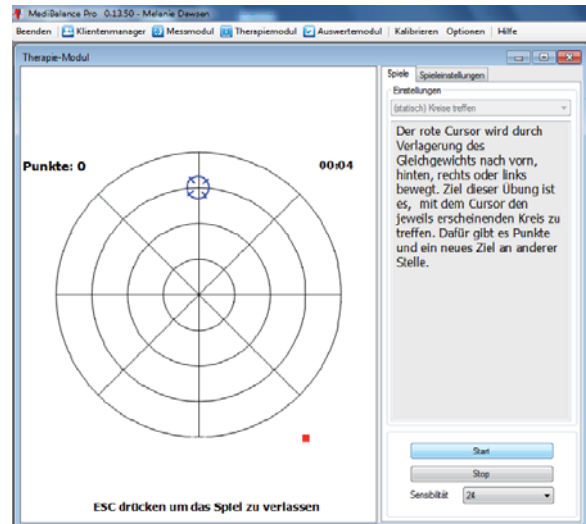 MediBalance Pro 0.13.50 - Melanie Dawson
Beenden Klientenmanager Messmodul Therapiemodul Auswertemodul Kalibrieren Optionen Hilfe
Therapie-Modul
Spiele Spieleinstellungen
Einstellungen
(statisch) Kreise treffen
Punkte: 0
00:04
Der rote Cursor wird durch
Verlagerung des
Gleichgewichts nach vorn,
hinten, rechts oder links
bewegt. Ziel dieser Übung ist
es, mit dem Cursor den
jeweils erscheinenden Kreis zu
treffen. Dafür gibt es Punkte
und ein neues Ziel an anderer
Stelle.
Start
Stop
Sensibilität 24
ESC drücken um das Spiel zu verlassen